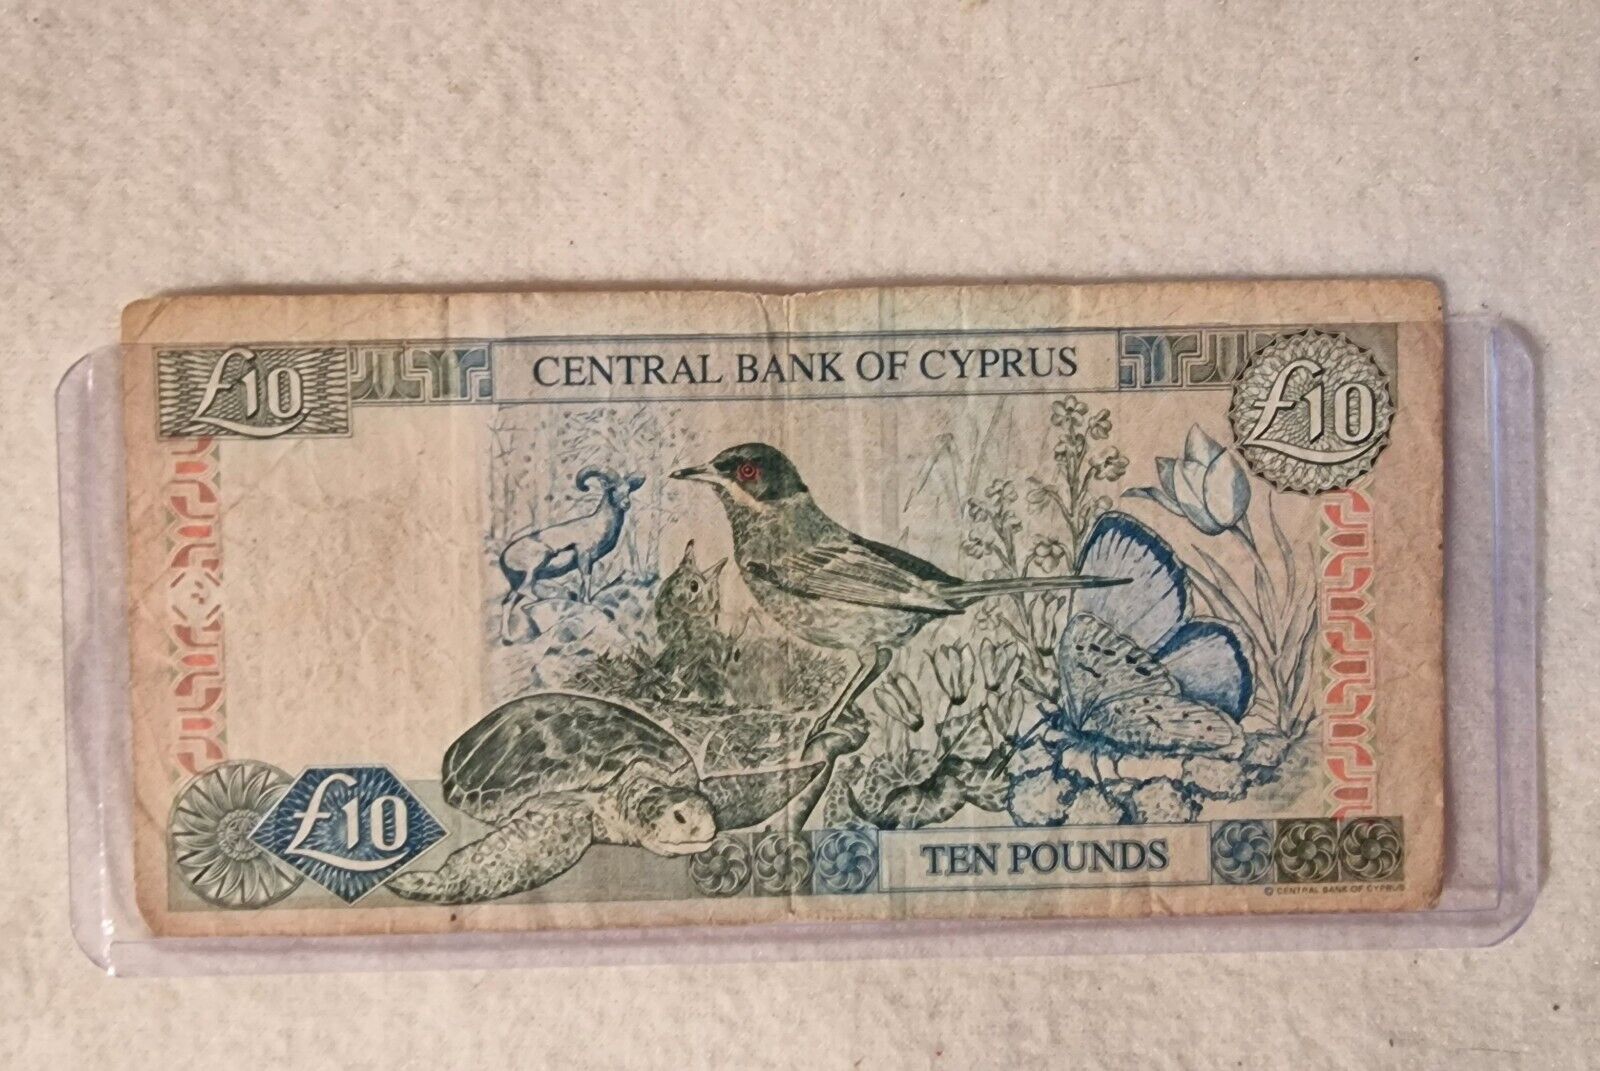 £10
CENTRAL BANK OF CYPRUS
£10
£10
TEN POUNDS
© CENTRAL BANK OF CYPRUS